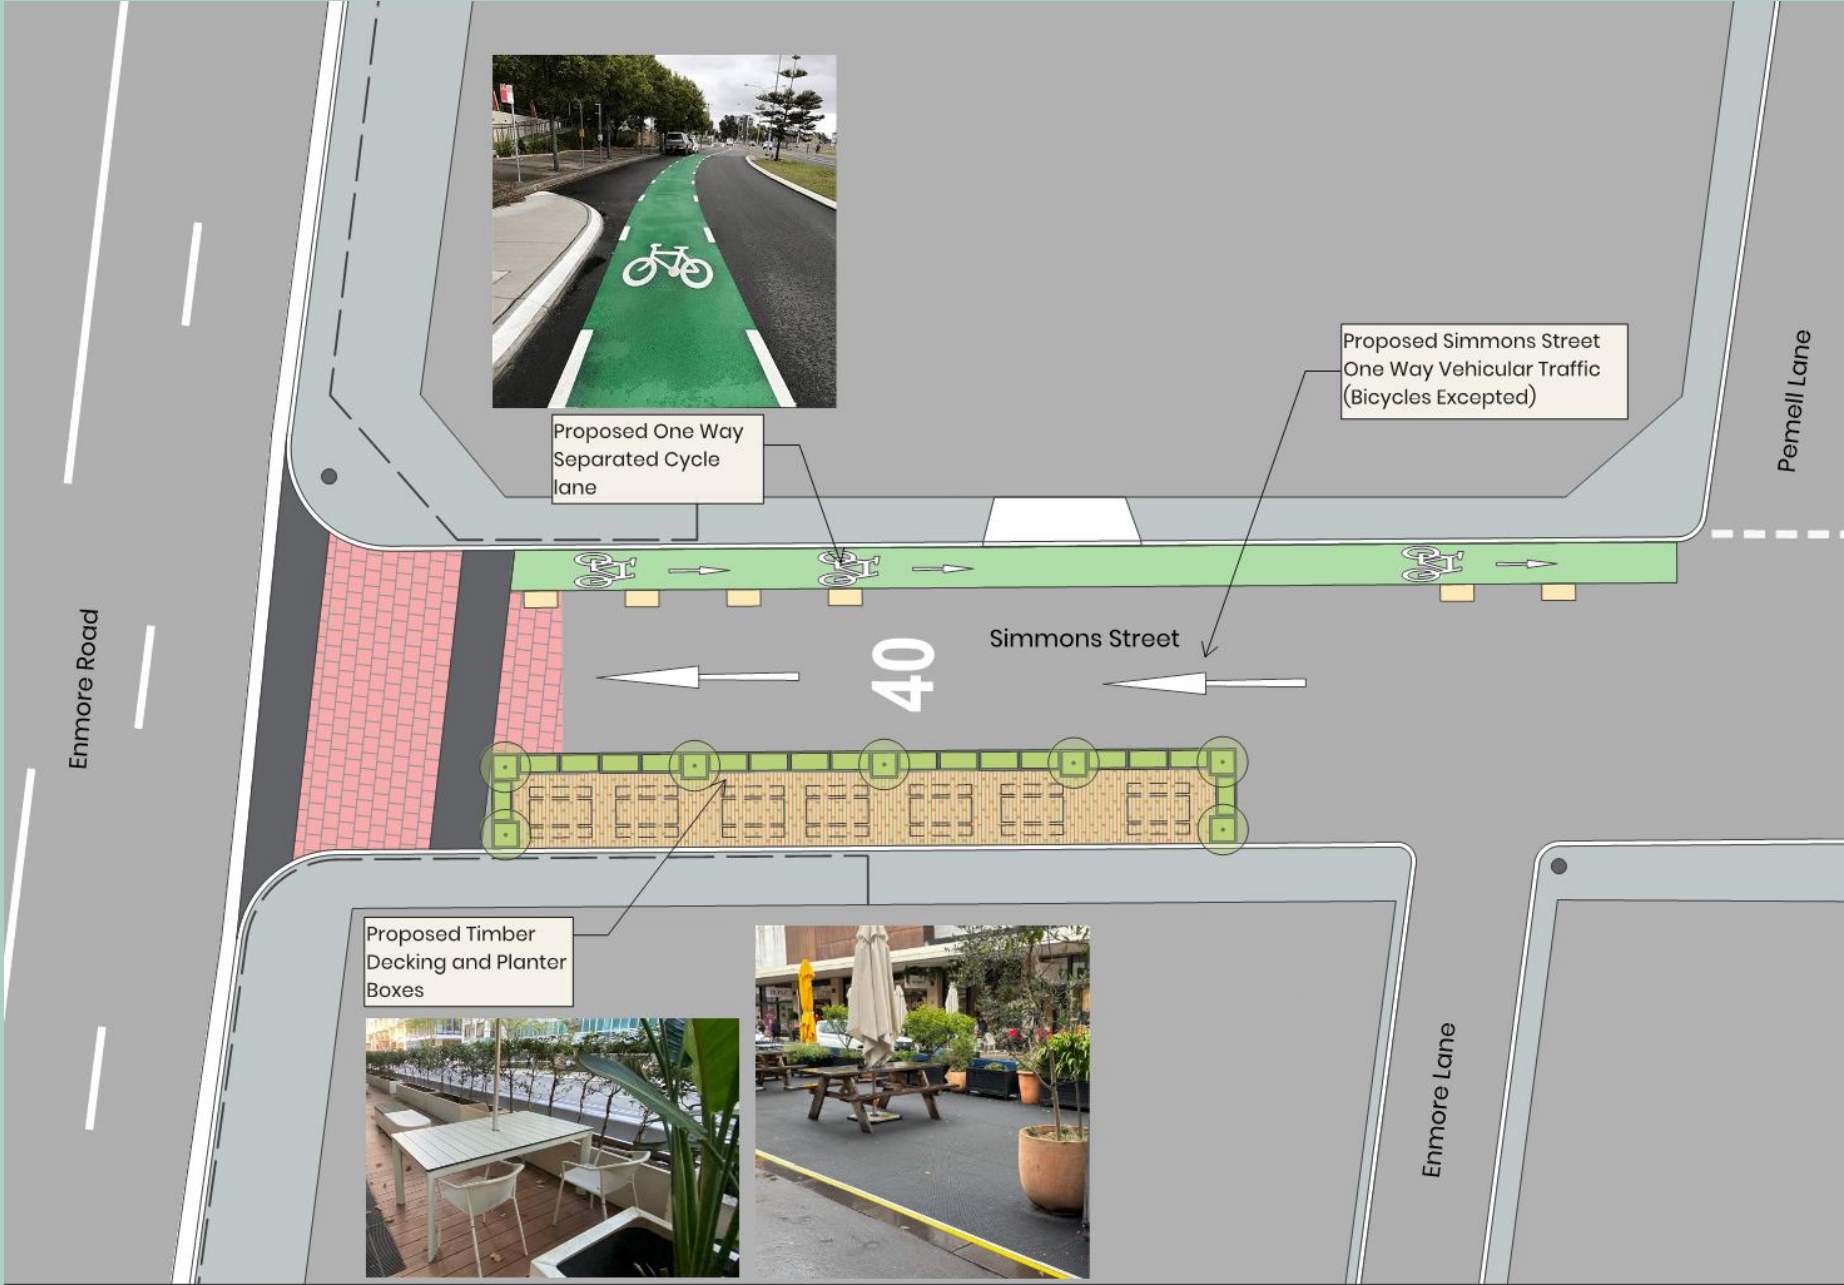 Proposed Simmons Street
One Way Vehicular Traffic
(Bicycles Excepted)
Pemell Lane
Proposed One Way
Separated Cycle
lane
Enmore Road
Simmons Street
40
Proposed Timber
Decking and Planter
Boxes
Enmore Lane